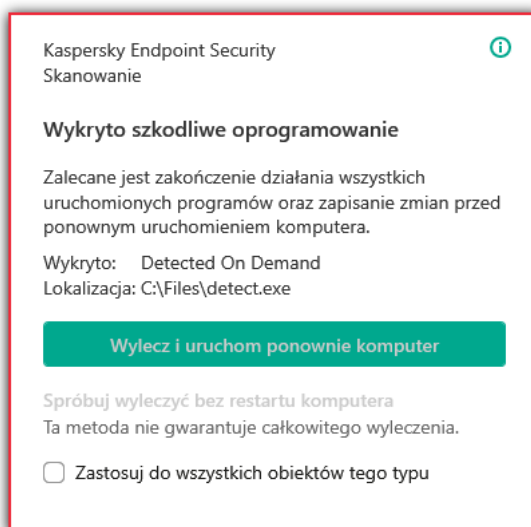 Kaspersky Endpoint Security
Skanowanie
Wykryto szkodliwe oprogramowanie
Zalecane jest zakończenie działania wszystkich
uruchomionych programów oraz zapisanie zmian przed
ponownym uruchomieniem komputera.
Wykryto: Detected On Demand
Lokalizacja: C:\Files\detect.exe
Wylecz i uruchom ponownie komputer
Spróbuj wyleczyć bez restartu komputera
Ta metoda nie gwarantuje całkowitego wyleczenia.
Zastosuj do wszystkich obiektów tego typu